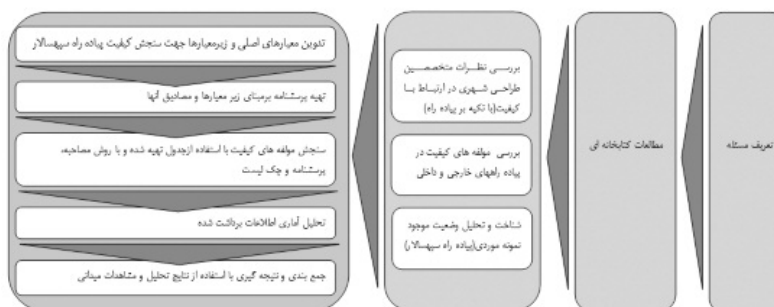 تعریف مسئله
مطالعات کتابخانه ای
بررسی نظرات متخصصین
طراحی شهری در ارتباط با
کیفیت(با تکیه بر پیاده راه)
بررسی مولفه های کیفیت در
پیاده راههای خارجی و داخلی
شناخت و تحلیل وضعیت موجود
نمونه موردی(پیاده راه سپهسالار)
تدوین معیارهای اصلی و زیرمعیارها جهت سنجش کیفیت پیاده راه سپهسالار
تهیه پرسشنامه برمبنای زیر معیارها و مصادیق آنها
سنجش مولفه های کیفیت با استفاده ازجدول تهیه شده و با روش مصاحبه،
پرسشنامه و چک لیست
تحلیل آماری اطلاعات برداشت شده
جمع بندی و نتیجه گیری با استفاده از نتایج تحلیل و مشاهدات میدانی